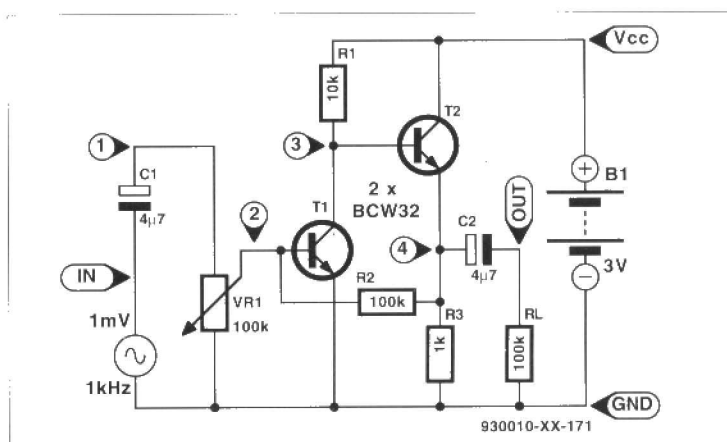 Vcc
R1
10k
T2
1
C1
4µ7
3
2 x
BCW32
B1
+
OUT
2
T1
C2
4µ7
4
IN
R2
100k
3V
−
VR1
100k
R3
1k
RL
100k
1mV
1kHz
GND
930010-XX-171